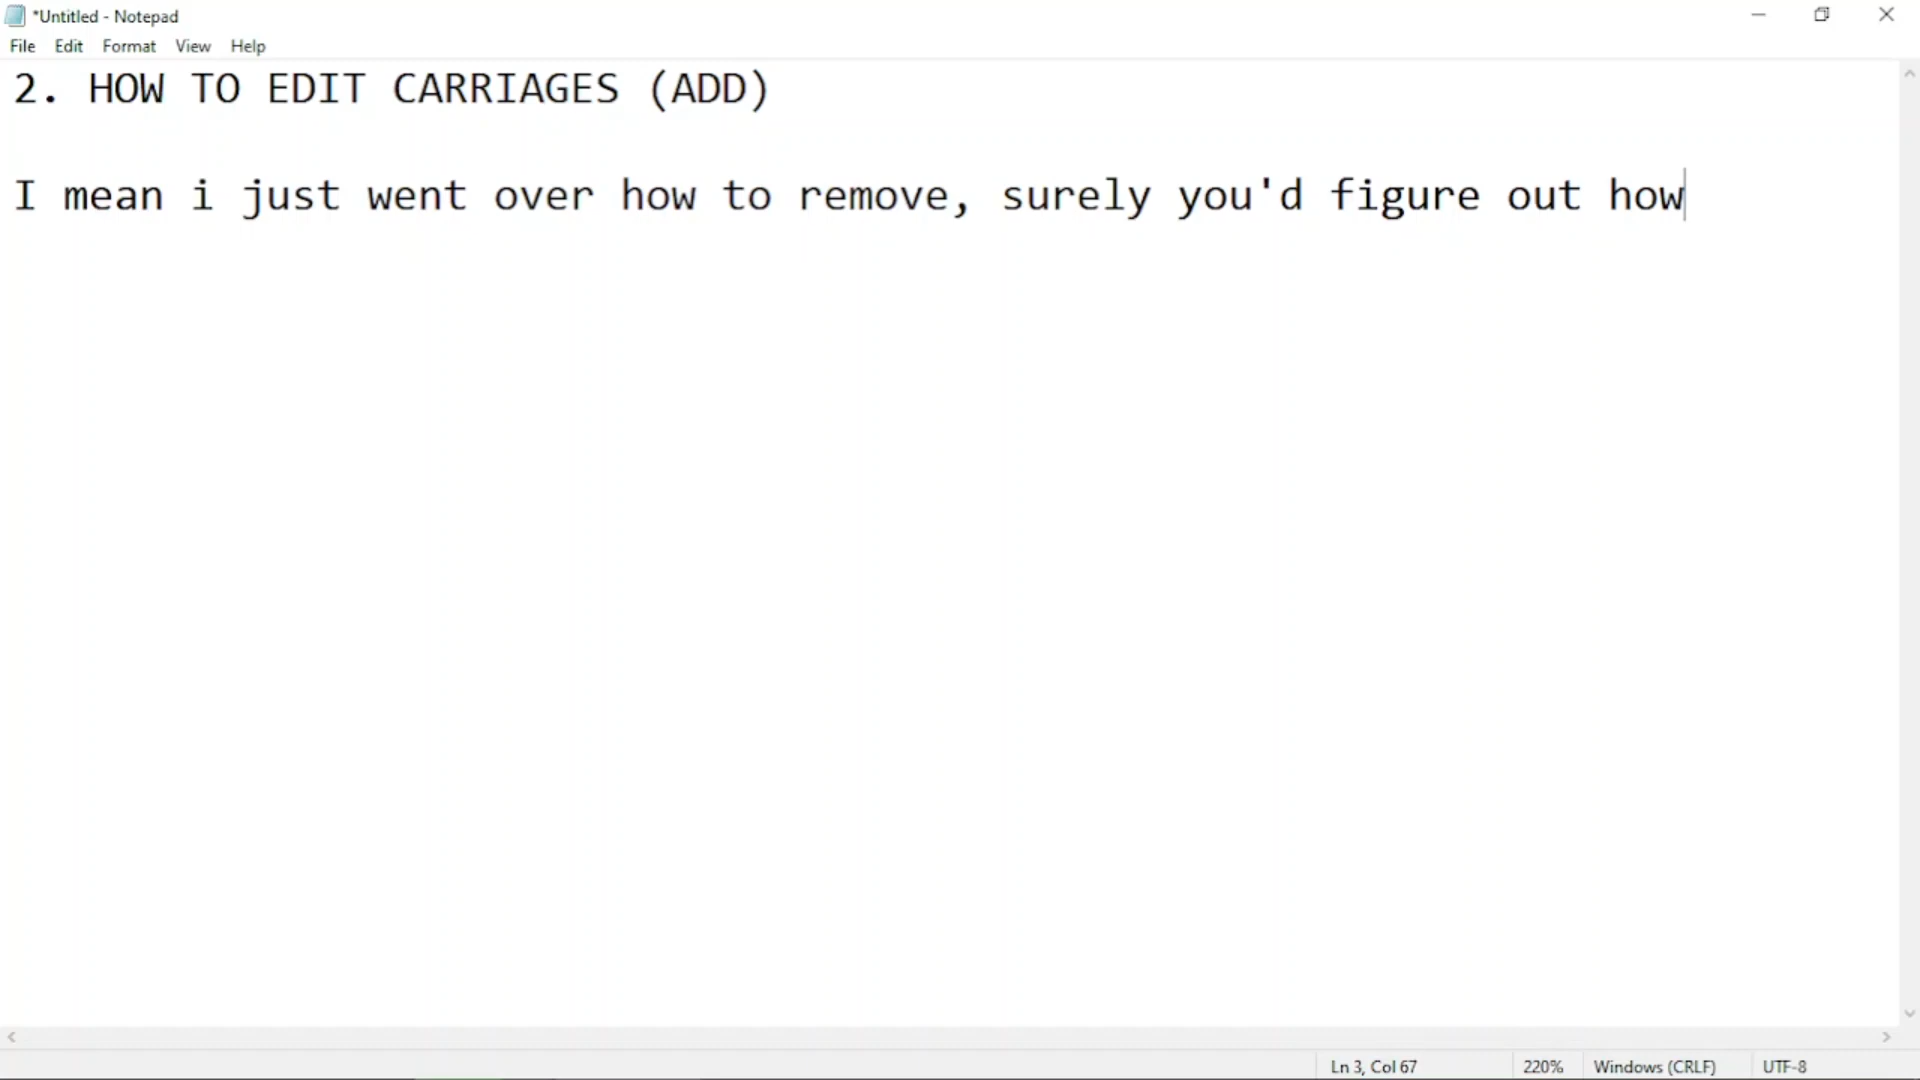 *Untitled - Notepad
File Edit Format View Help
2. HOW TO EDIT CARRIAGES (ADD)
I mean i just went over how to remove, surely you'd figure out how
Ln 3, Col 67 220% Windows (CRLF) UTF-8